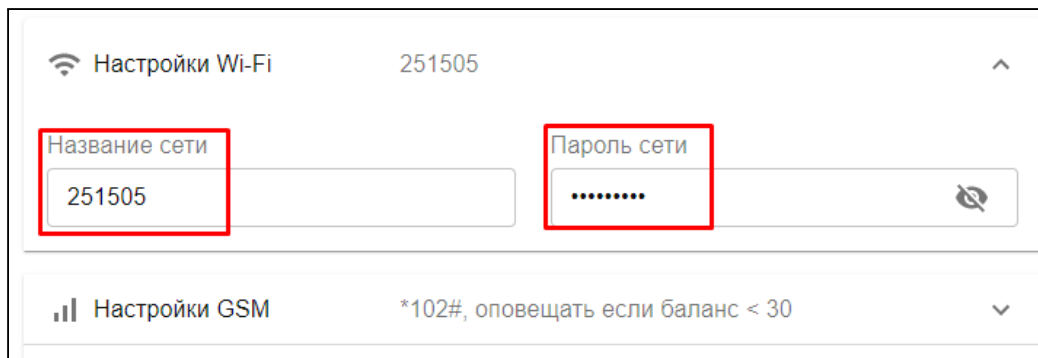 Настройки Wi-Fi 251505
Название сети Пароль сети
251505 •••••••••
Настройки GSM *102#, оповещать если баланс < 30